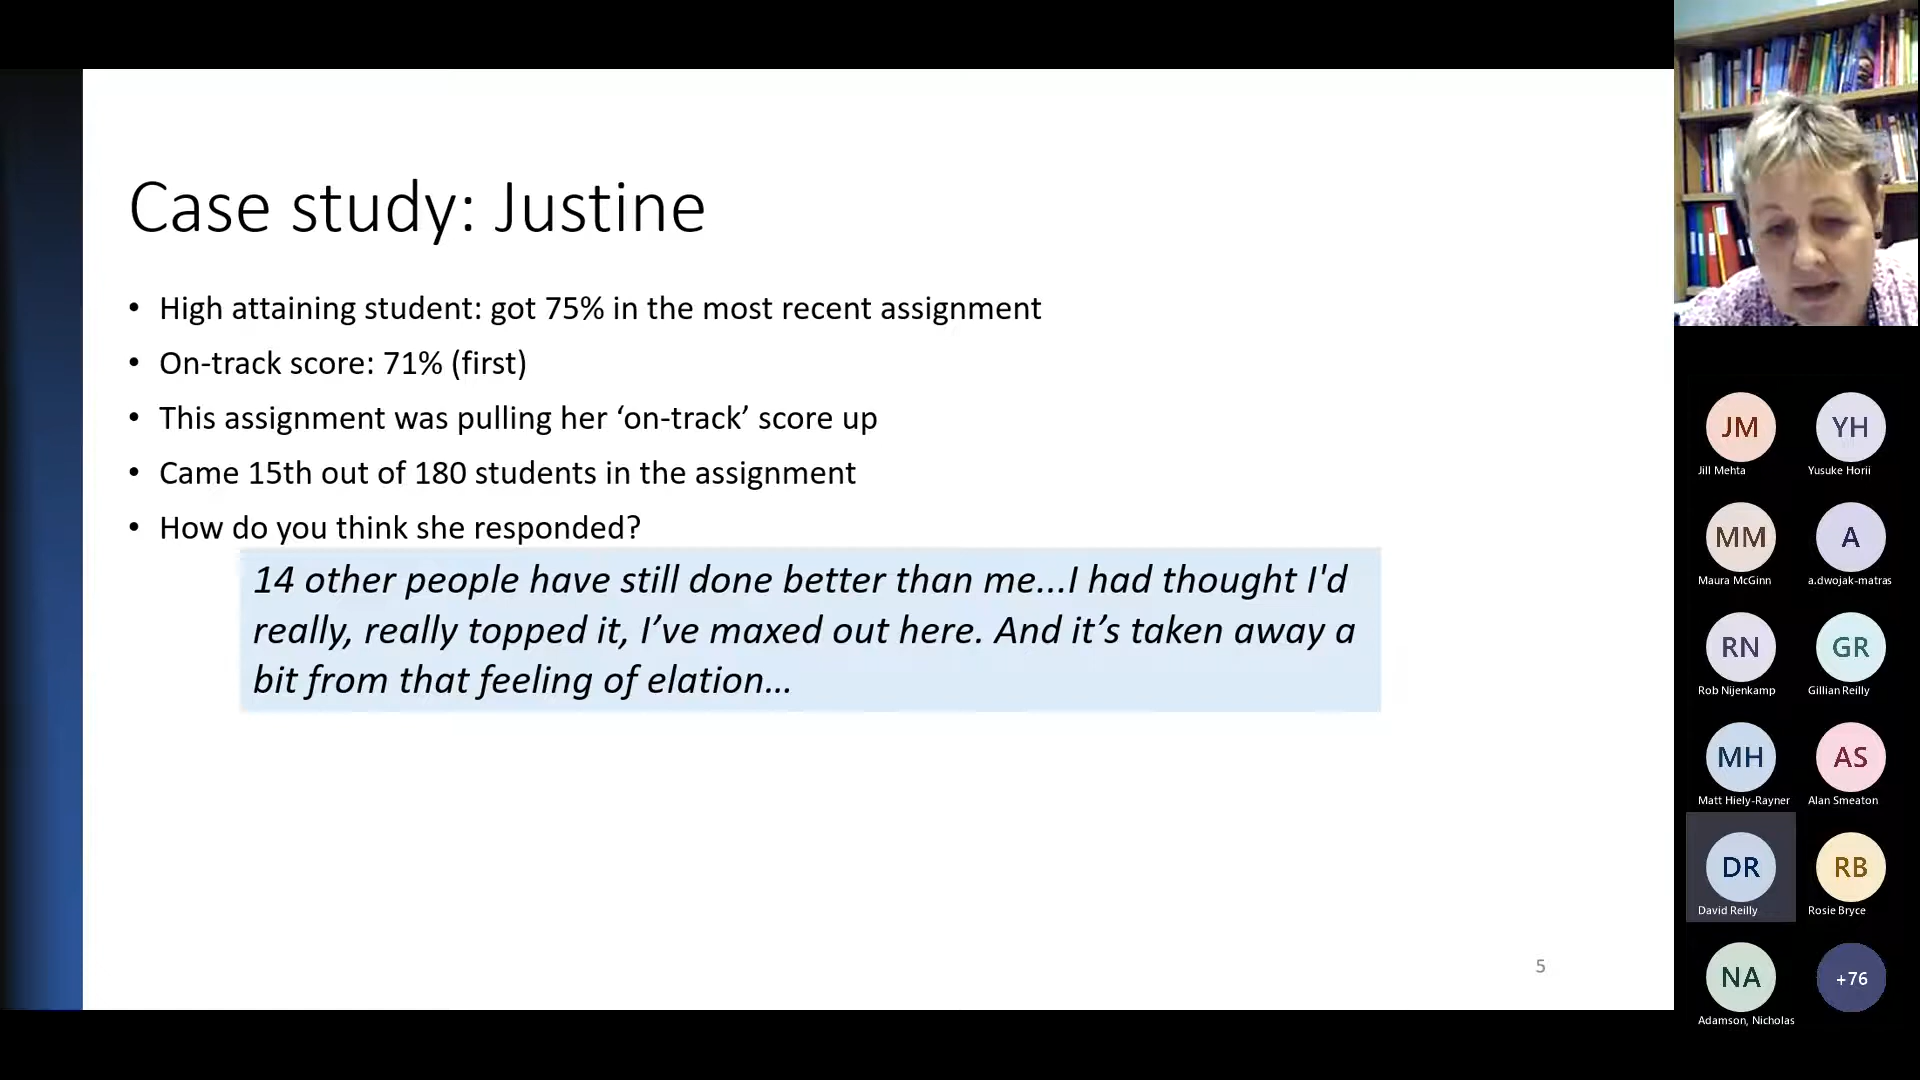 Case study: Justine
• High attaining student: got 75% in the most recent assignment
• On-track score: 71% (first)
• This assignment was pulling her ‘on-track’ score up
• Came 15th out of 180 students in the assignment
• How do you think she responded?
14 other people have still done better than me...I had thought I'd
really, really topped it, I’ve maxed out here. And it’s taken away a
bit from that feeling of elation…
5
JM
YH
Jill Mehta
Yusuke Horii
MM
A
Maura McGinn
a.dwojak-matras
RN
GR
Rob Nijenkamp
Gillian Reilly
MH
AS
Matt Hiely-Rayner
Alan Smeaton
DR
RB
David Reilly
Rosie Bryce
NA
+76
Adamson, Nicholas